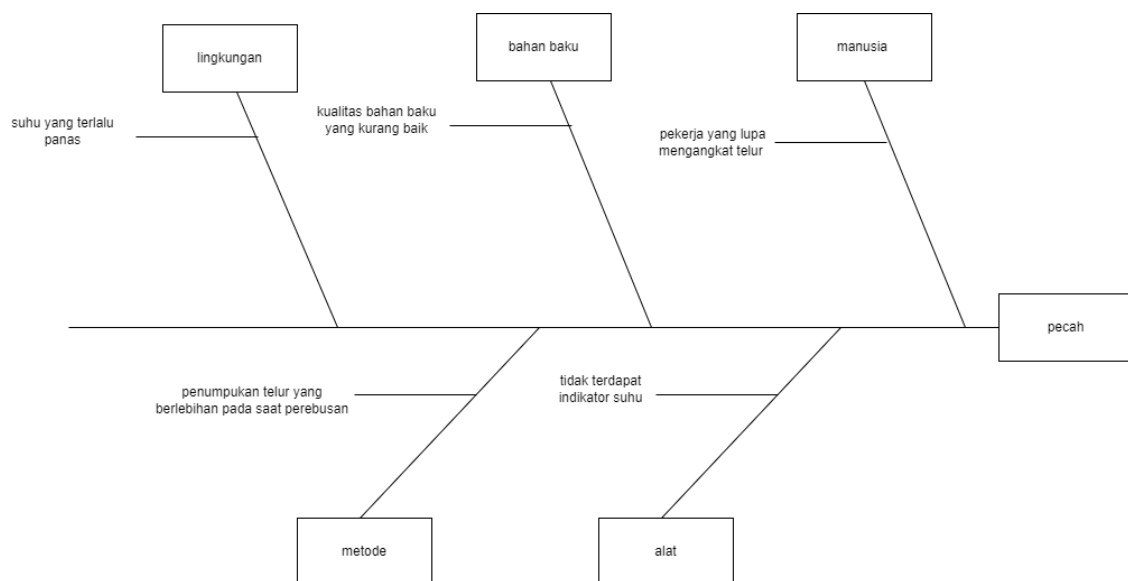 lingkungan
bahan baku
manusia
suhu yang terlalu
panas
kualitas bahan baku
yang kurang baik
pekerja yang lupa
mengangkat telur
pecah
penumpukan telur yang
berlebihan pada saat perebusan
tidak terdapat
indikator suhu
metode
alat